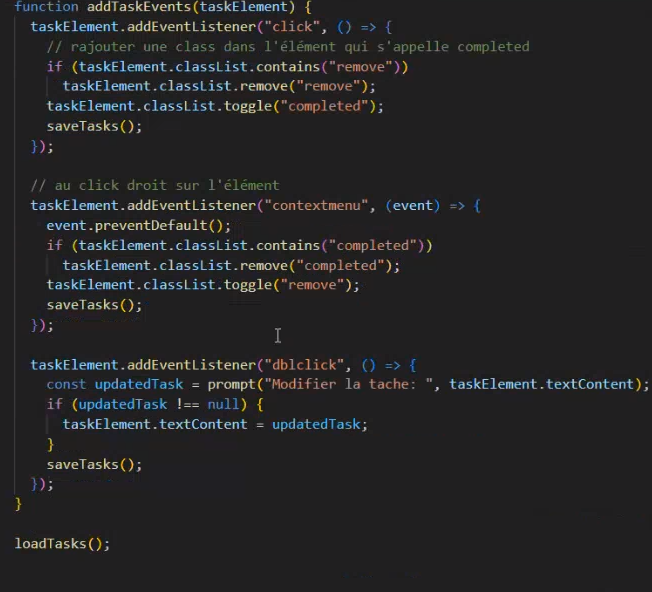 function addTaskEvents(taskElement) {
taskElement.addEventListener("click", () => {
// rajouter une class dans l'élément qui s'appelle completed
if (taskElement.classList.contains("remove"))
taskElement.classList.remove("remove");
taskElement.classList.toggle("completed");
saveTasks();
});
// au click droit sur l'élément
taskElement.addEventListener("contextmenu", (event) => {
event.preventDefault();
if (taskElement.classList.contains("completed"))
taskElement.classList.remove("completed");
taskElement.classList.toggle("remove");
saveTasks();
});
taskElement.addEventListener("dblclick", () => {
const updatedTask = prompt("Modifier la tache: ", taskElement.textContent);
if (updatedTask !== null) {
taskElement.textContent = updatedTask;
}
saveTasks();
});
}
loadTasks();